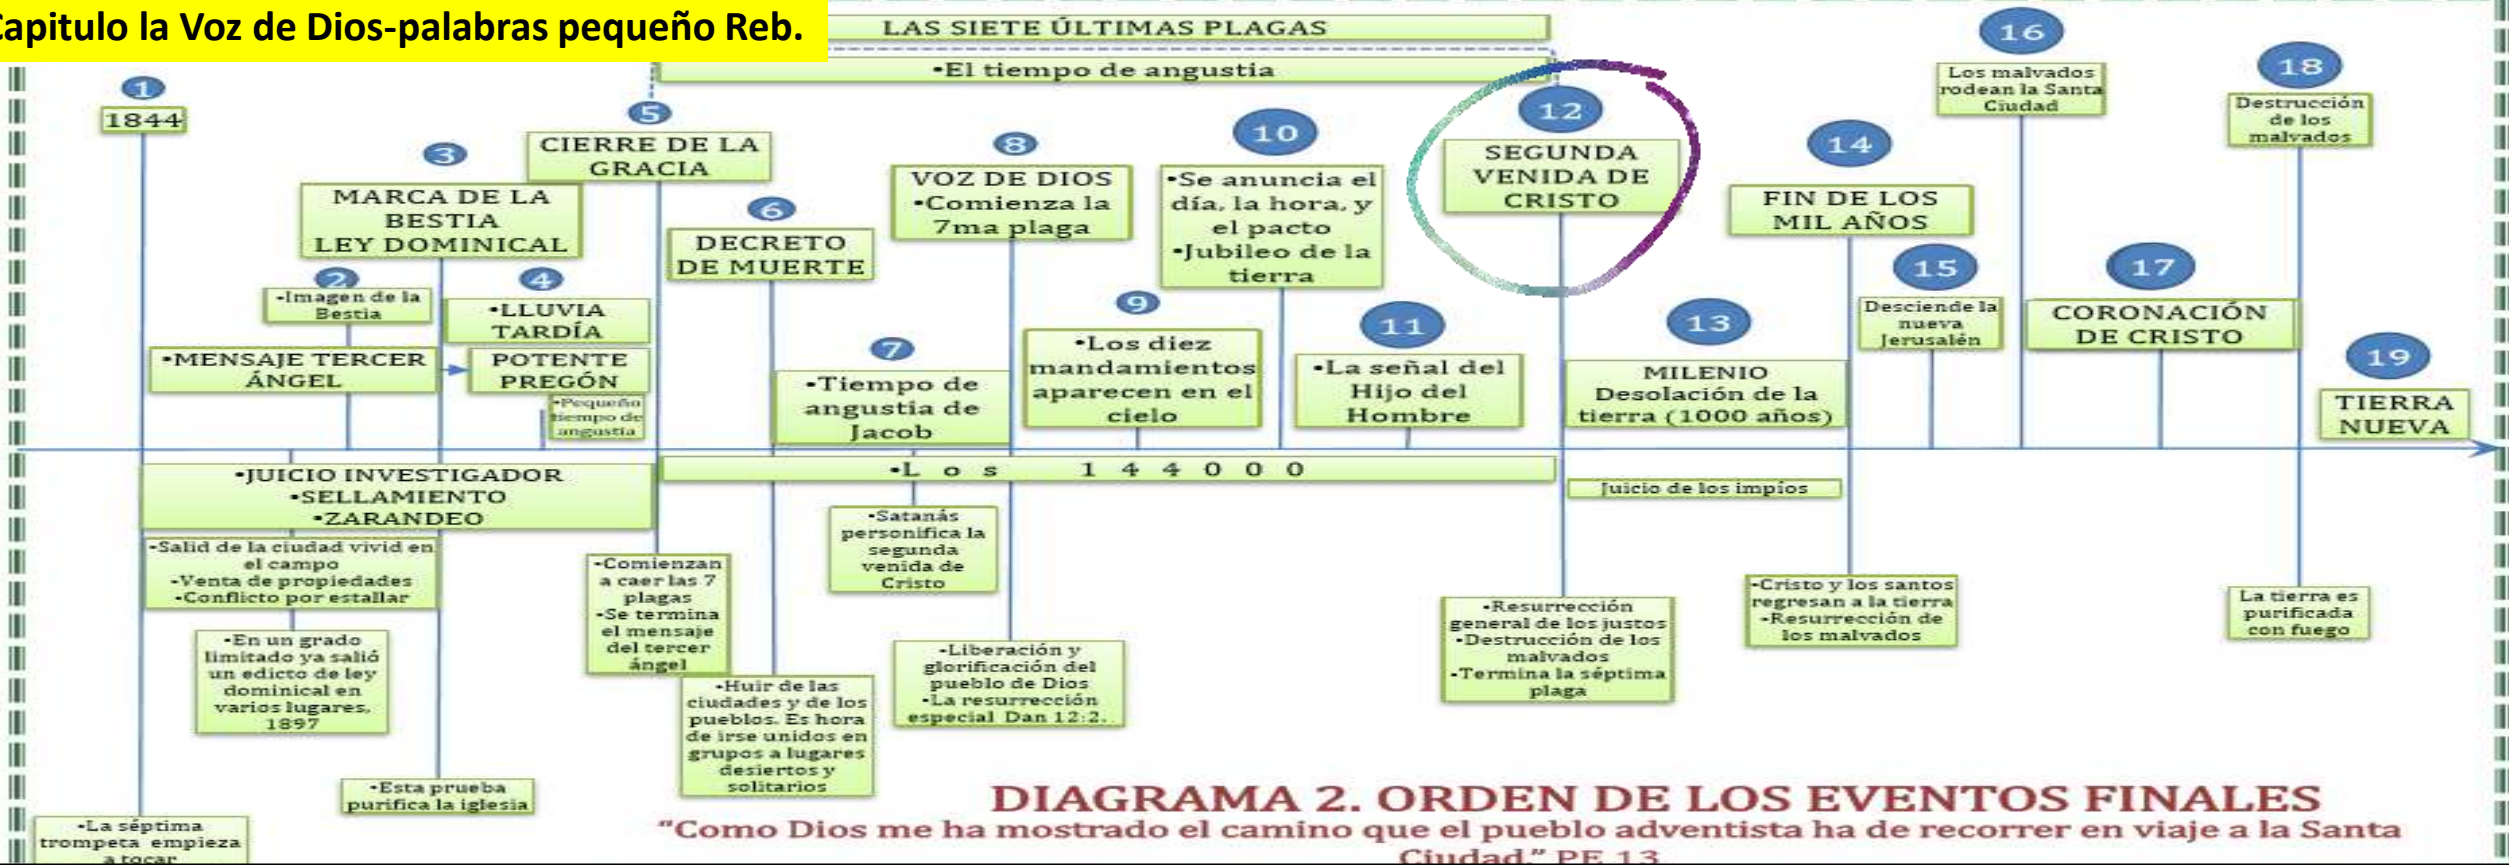 Capitulo la Voz de Dios-palabras pequeño Reb.
LAS SIETE ÚLTIMAS PLAGAS
•El tiempo de angustia
1
1844
2
•Imagen de la
Bestia
•MENSAJE TERCER
ÁNGEL
3
MARCA DE LA
BESTIA
LEY DOMINICAL
4
•LLUVIA
TARDÍA
POTENTE
PREGÓN
•Pequeño
tiempo de
angustia
5
CIERRE DE LA
GRACIA
6
DECRETO
DE MUERTE
7
•Tiempo de
angustia de
Jacob
8
VOZ DE DIOS
•Comienza la
7ma plaga
9
•Los diez
mandamientos
aparecen en el
cielo
10
•Se anuncia el
día, la hora, y
el pacto
•Jubileo de la
tierra
11
•La señal del
Hijo del
Hombre
12
SEGUNDA
VENIDA DE
CRISTO
13
MILENIO
Desolación de la
tierra (1000 años)
14
FIN DE LOS
MIL AÑOS
15
Desciende la
nueva
Jerusalén
16
Los malvados
rodean la Santa
Ciudad
17
CORONACIÓN
DE CRISTO
18
Destrucción
de los
malvados
19
TIERRA
NUEVA
•JUICIO INVESTIGADOR
•SELLAMIENTO
•ZARANDEO
•Los 144000
Juicio de los impíos
•Salid de la ciudad vivid en
el campo
•Venta de propiedades
•Conflicto por estallar
•En un grado
limitado ya salió
un edicto de ley
dominical en
varios lugares,
1897
•Esta prueba
purifica la iglesia
•La séptima
trompeta empieza
a tocar
•Comienzan
a caer las 7
plagas
•Se termina
el mensaje
del tercer
ángel
•Huir de las
ciudades y de los
pueblos. Es hora
de irse unidos en
grupos a lugares
desiertos y
solitarios
•Satanás
personifica la
segunda
venida de
Cristo
•Liberación y
glorificación del
pueblo de Dios
•La resurrección
especial Dan 12:2.
•Resurrección
general de los justos
•Destrucción de los
malvados
•Termina la séptima
plaga
•Cristo y los santos
regresan a la tierra
•Resurrección de
los malvados
La tierra es
purificada
con fuego
DIAGRAMA 2. ORDEN DE LOS EVENTOS FINALES
"Como Dios me ha mostrado el camino que el pueblo adventista ha de recorrer en viaje a la Santa
Ciudad." PE 13